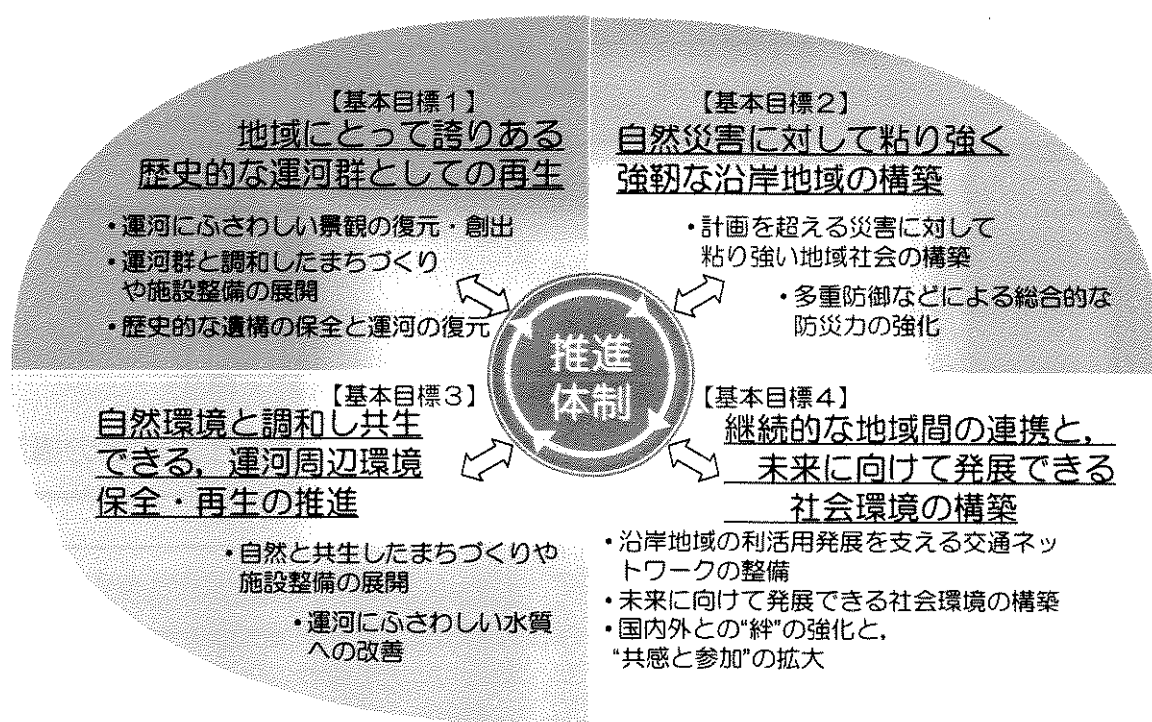 【基本目標1】
地域にとって誇りある
歴史的な運河群としての再生
・運河にふさわしい景観の復元・創出
・運河群と調和したまちづくり
や施設整備の展開
・歴史的な遺構の保全と運河の復元
【基本目標2】
自然災害に対して粘り強く
強靭な沿岸地域の構築
・計画を超える災害に対して
粘り強い地域社会の構築
・多重防御などによる総合的な
防災力の強化
推進
体制
【基本目標3】
自然環境と調和し共生
できる，運河周辺環境
保全・再生の推進
・自然と共生したまちづくりや
施設整備の展開
・運河にふさわしい水質
への改善
【基本目標4】
継続的な地域間の連携と，
未来に向けて発展できる
社会環境の構築
・沿岸地域の利活用発展を支える交通ネッ
トワークの整備
・未来に向けて発展できる社会環境の構築
・国内外との“絆”の強化と，
“共感と参加”の拡大